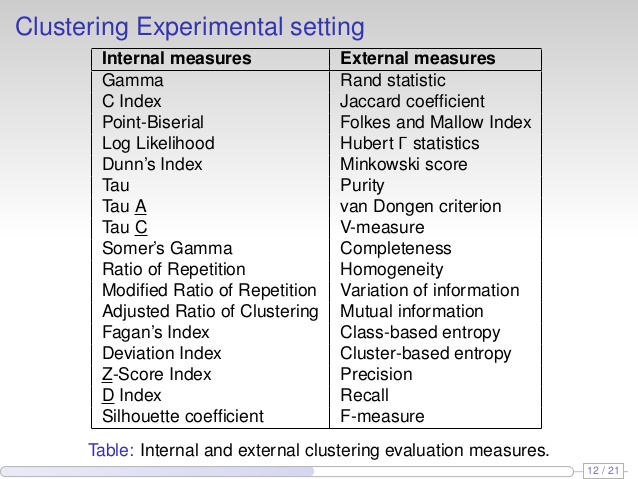 Clustering Experimental setting
Internal measures External measures
Gamma Rand statistic
C Index Jaccard coefficient
Point-Biserial Folkes and Mallow Index
Log Likelihood Hubert Γ statistics
Dunn's Index Minkowski score
Tau Purity
Tau A van Dongen criterion
Tau C V-measure
Somer's Gamma Completeness
Ratio of Repetition Homogeneity
Modified Ratio of Repetition Variation of information
Adjusted Ratio of Clustering Mutual information
Fagan's Index Class-based entropy
Deviation Index Cluster-based entropy
Z-Score Index Precision
D Index Recall
Silhouette coefficient F-measure
Table: Internal and external clustering evaluation measures.
12 / 21